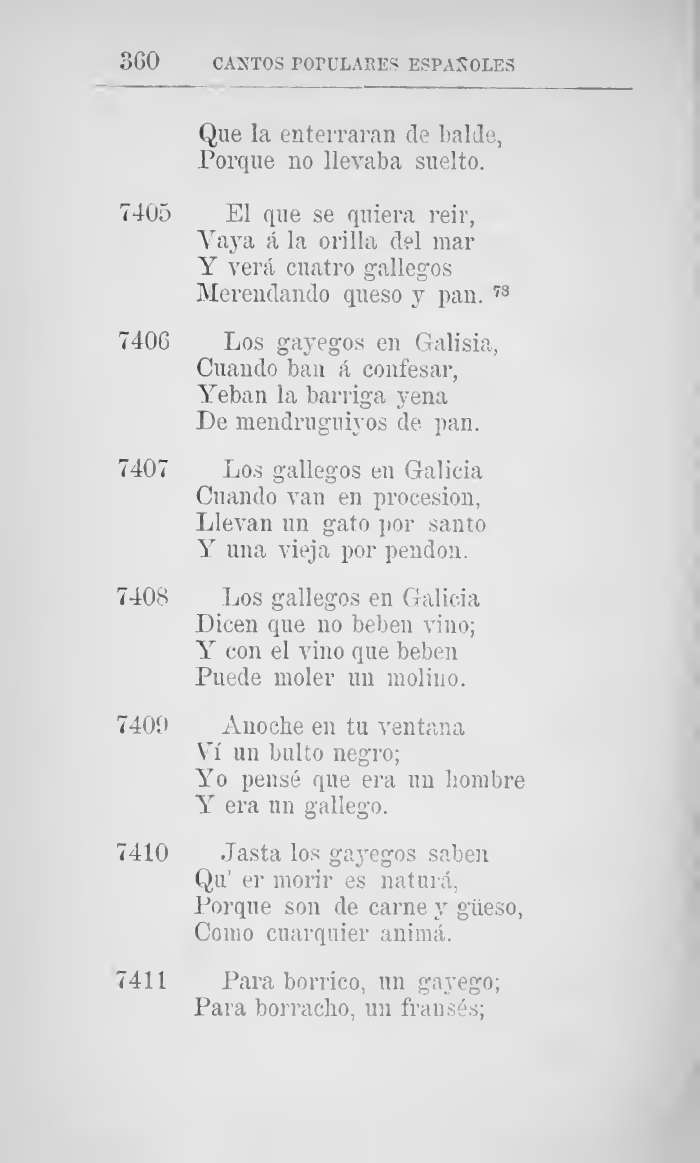 360 CANTOS POPULARES ESPAÑOLES
Que la enterraran de balde,
Porque no llevaba suelto.
7405 El que se quiera reir,
Vaya á la orilla del mar
Y verá cuatro gallegos
Merendando queso y pan. 73
7406 Los gayegos en Galisia,
Cuando ban á confesar,
Yeban la barriga yena
De mendruguiyos de pan.
7407 Los gallegos en Galicia
Cuando van en procesion,
Llevan un gato por santo
Y una vieja por pendon.
7408 Los gallegos en Galicia
Dicen que no beben vino;
Y con el vino que beben
Puede moler un molino.
7409 Anoche en tu ventana
Ví un bulto negro;
Yo pensé que era un hombre
Y era un gallego.
7410 Jasta los gayegos saben
Qu' er morir es naturá,
Porque son de carne y güeso,
Como cuarquier animá.
7411 Para borrico, un gayego;
Para borracho, un fransés;